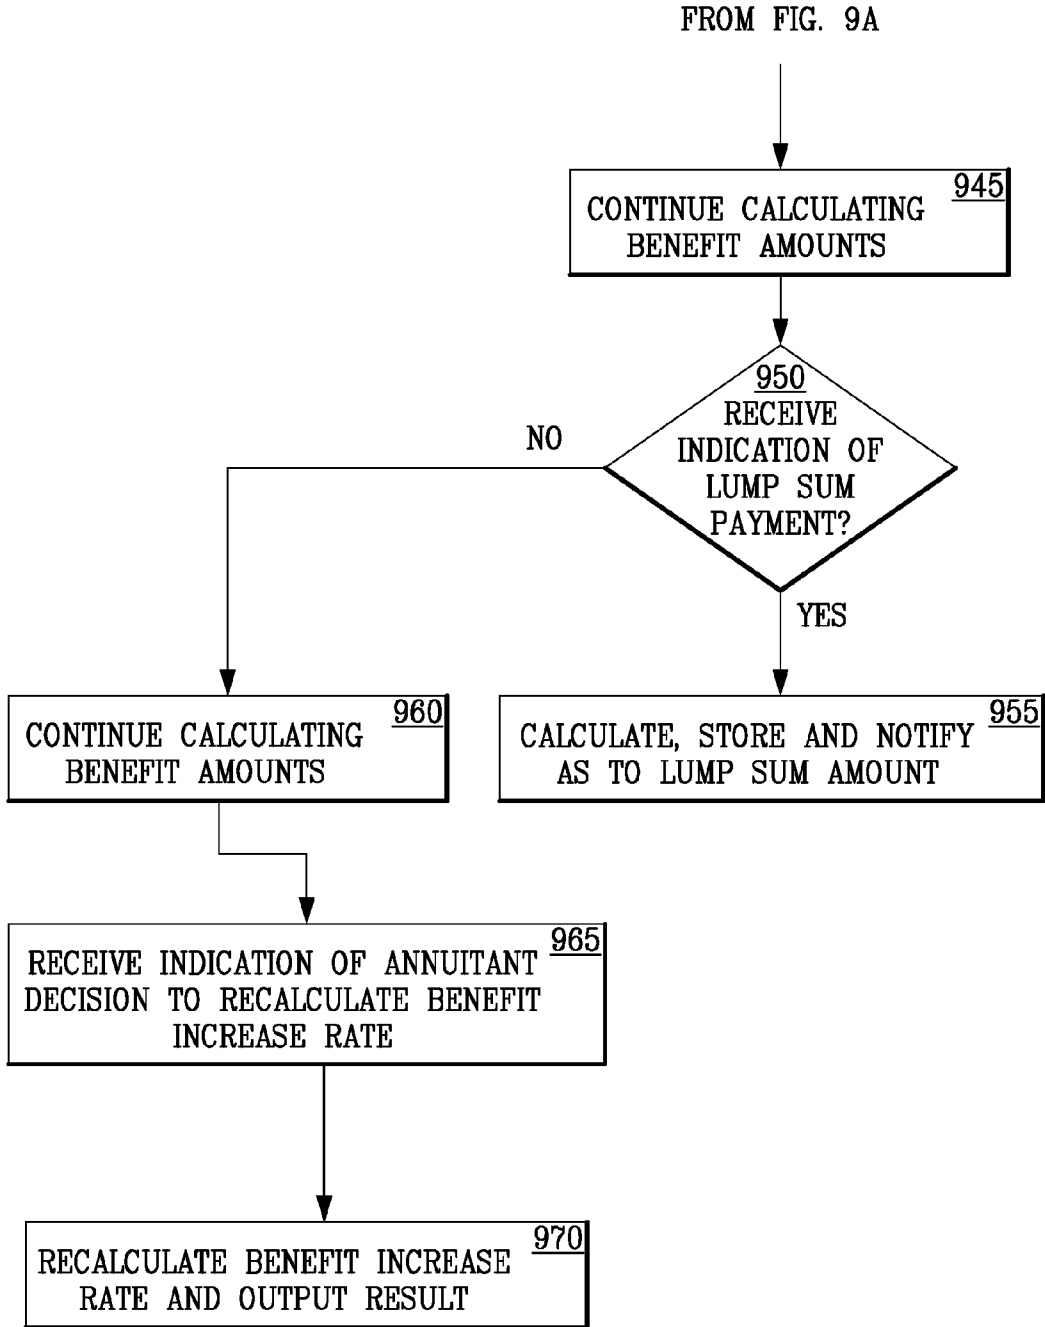 FROM FIG. 9A
945
CONTINUE CALCULATING
BENEFIT AMOUNTS
950
RECEIVE
INDICATION OF
LUMP SUM
PAYMENT?
NO
YES
960
CONTINUE CALCULATING
BENEFIT AMOUNTS
955
CALCULATE, STORE AND NOTIFY
AS TO LUMP SUM AMOUNT
965
RECEIVE INDICATION OF ANNUITANT
DECISION TO RECALCULATE BENEFIT
INCREASE RATE
970
RECALCULATE BENEFIT INCREASE
RATE AND OUTPUT RESULT